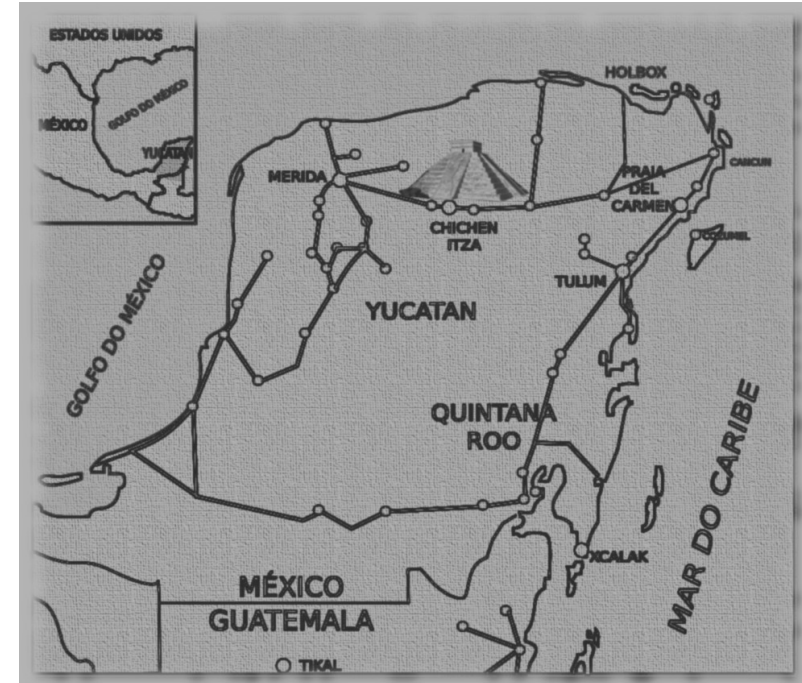 ESTADOS UNIDOS
GOLFO DO MÉXICO
MÉXICO
YUCATAN
HOLBOX
CANCUN
MERIDA
PRAIA
DEL
CARMEN
CHICHEN
ITZA
COZUMEL
TULUM
GOLFO DO MÉXICO
YUCATAN
QUINTANA
ROO
MAR DO CARIBE
XCALAK
MÉXICO
GUATEMALA
TIKAL